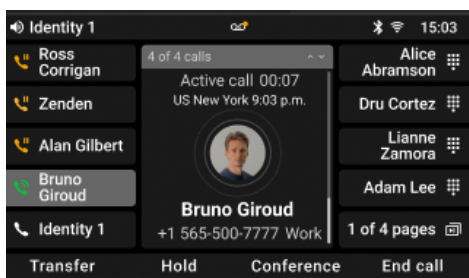 Identity 1
15:03
Ross
Corrigan
Zenden
Alan Gilbert
Bruno
Giroud
Identity 1
4 of 4 calls
Active call 00:07
US New York 9:03 p.m.
Bruno Giroud
+1 565-500-7777 Work
Alice
Abramson
Dru Cortez
Lianne
Zamora
Adam Lee
1 of 4 pages
Transfer
Hold
Conference
End call